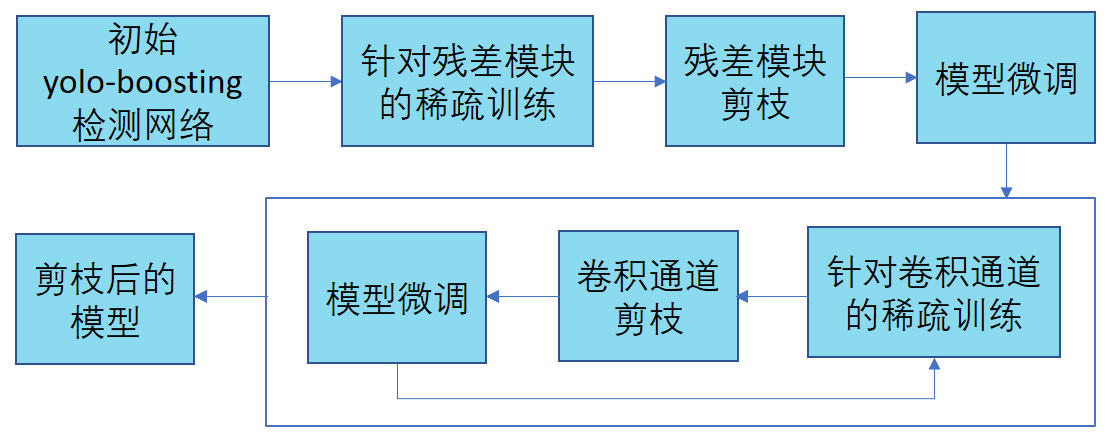 初始
yolo-boosting
检测网络
针对残差模块
的稀疏训练
残差模块
剪枝
模型微调
针对卷积通道
的稀疏训练
卷积通道
剪枝
模型微调
剪枝后的
模型